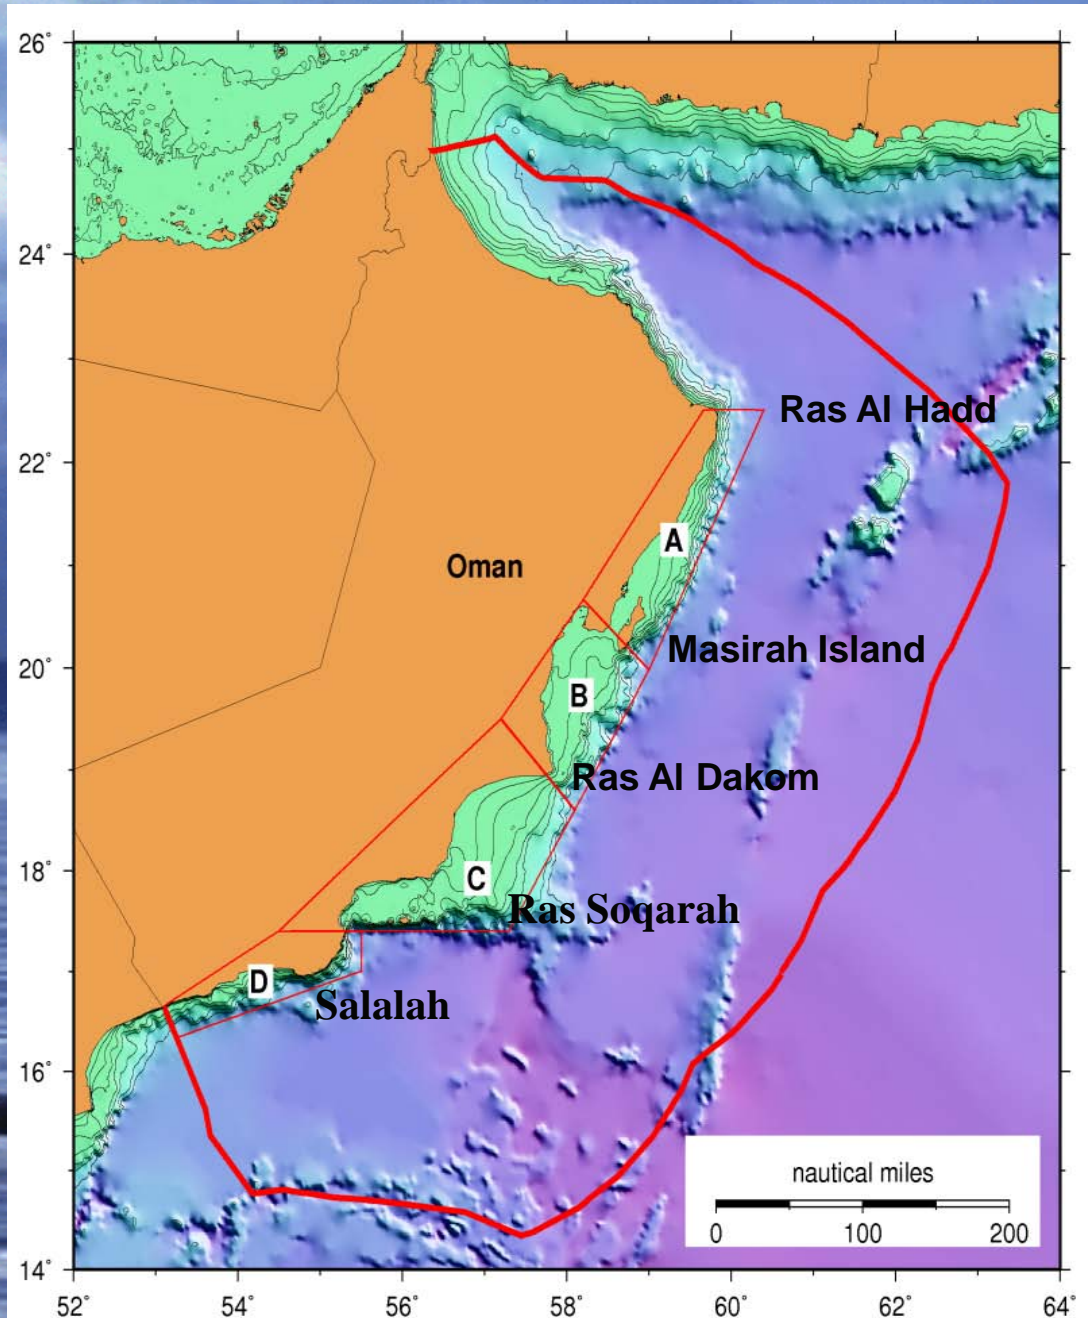 26°
24°
22°
20°
18°
16°
14°
Ras Al Hadd
A
Oman
Masirah Island
B
Ras Al Dakom
C
Ras Soqarah
D
Salalah
nautical miles
0 100 200
52° 54° 56° 58° 60° 62° 64°